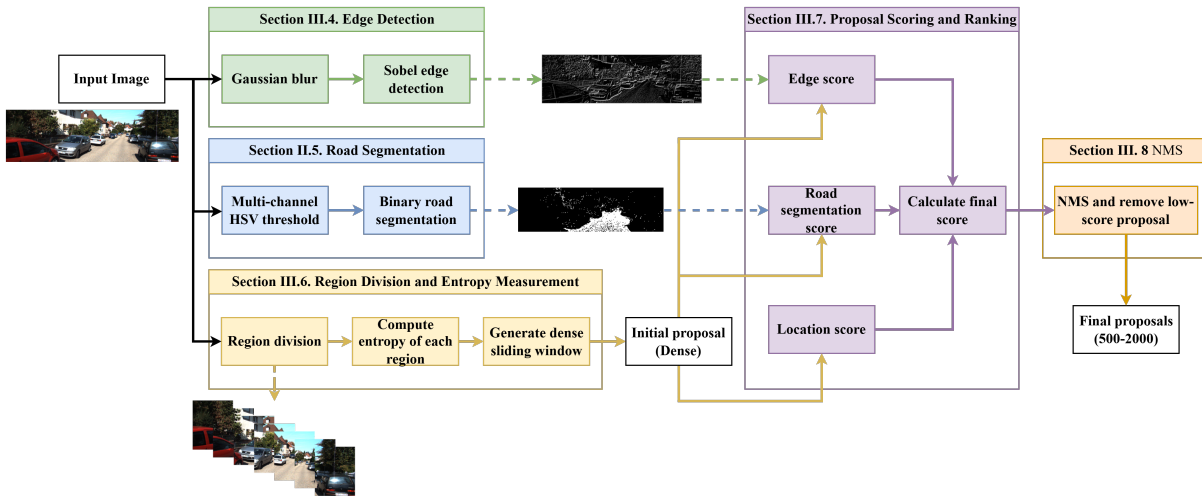 Input Image
Section III.4. Edge Detection
Gaussian blur
Sobel edge
detection
Section II.5. Road Segmentation
Multi-channel
HSV threshold
Binary road
segmentation
Section III.6. Region Division and Entropy Measurement
Region division
Compute
entropy of each
region
Generate dense
sliding window
Initial proposal
(Dense)
Section III.7. Proposal Scoring and Ranking
Edge score
Road
segmentation
score
Calculate final
score
Location score
Section III. 8 NMS
NMS and remove low-
score proposal
Final proposals
(500-2000)